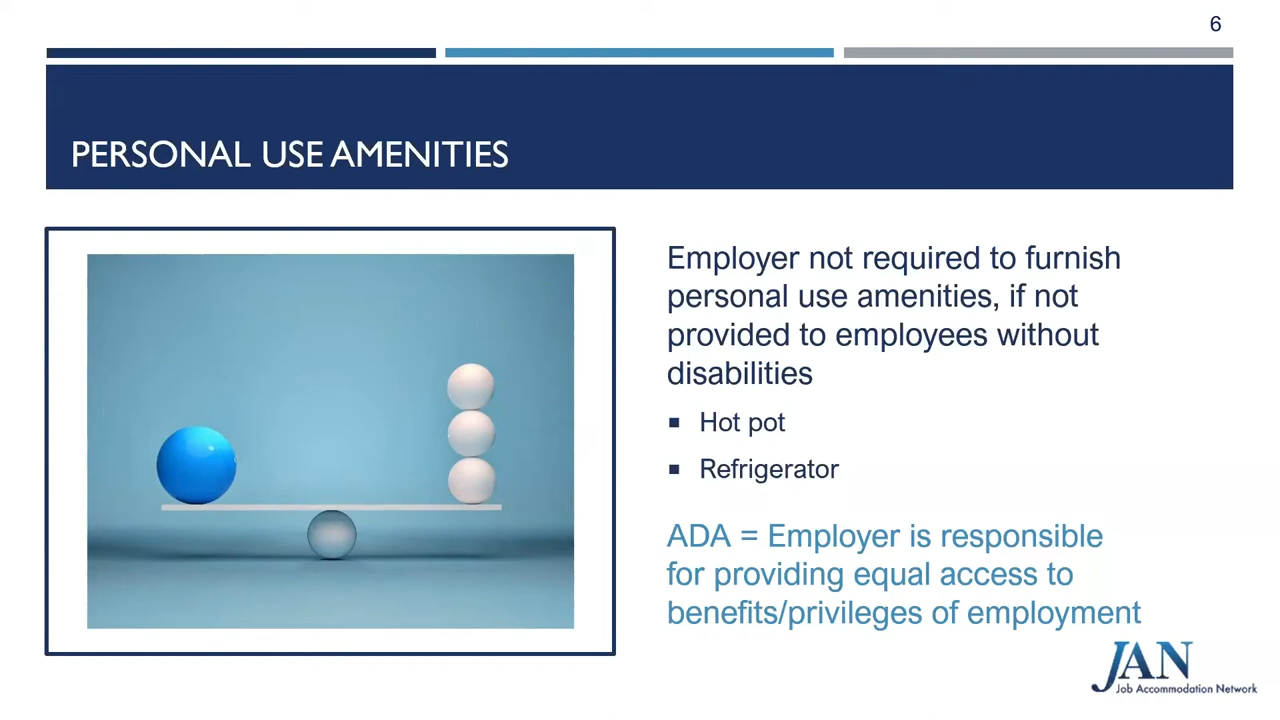 6
PERSONAL USE AMENITIES
Employer not required to furnish
personal use amenities, if not
provided to employees without
disabilities
▪ Hot pot
▪ Refrigerator
ADA = Employer is responsible
for providing equal access to
benefits/privileges of employment
JAN
Job Accommodation Network